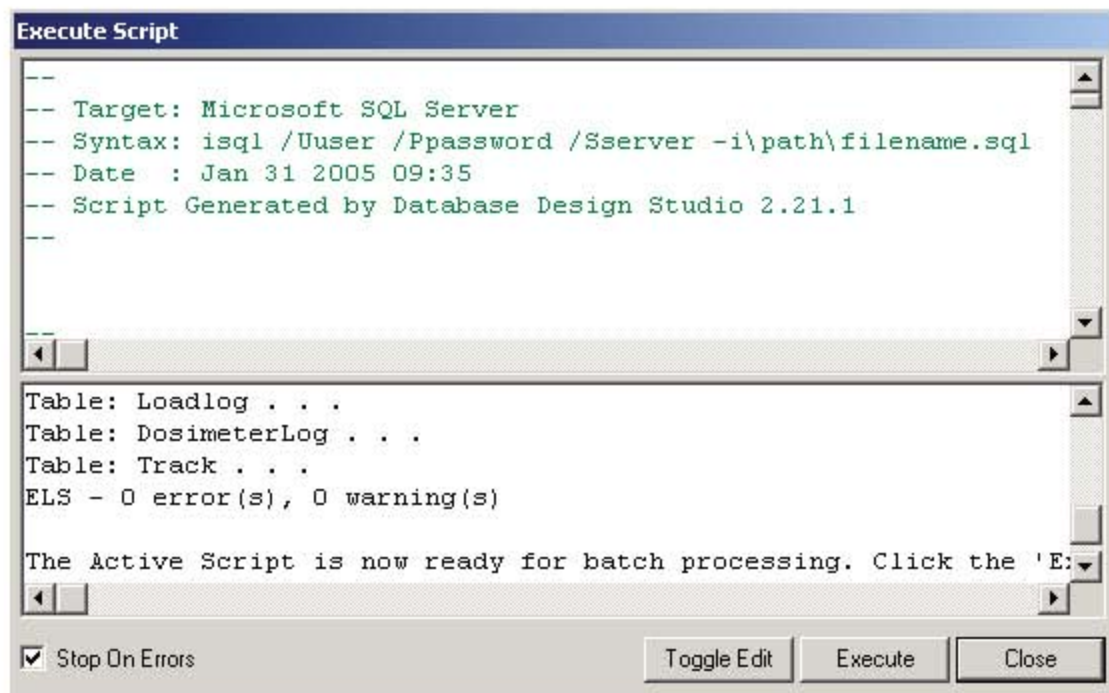 Execute Script
--
-- Target: Microsoft SQL Server
-- Syntax: isql /Uuser /Ppassword /Sserver -i\path\filename.sql
-- Date  : Jan 31 2005 09:35
-- Script Generated by Database Design Studio 2.21.1
--
--
Table: Loadlog . . .
Table: DosimeterLog . . .
Table: Track . . .
ELS - 0 error(s), 0 warning(s)
The Active Script is now ready for batch processing. Click the 'E
Stop On Errors
Toggle Edit
Execute
Close